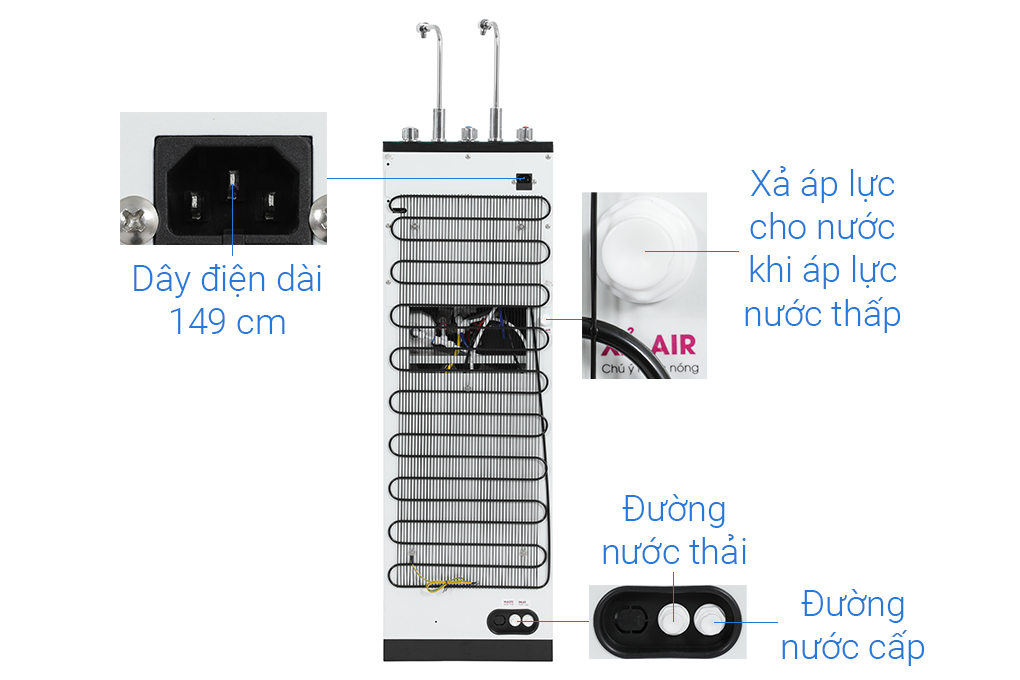 Dây điện dài
149 cm
Xả áp lực
cho nước
khi áp lực
nước thấp
XẢ AIR
Chú ý
nóng
Đường
nước thải
Đường
nước cấp